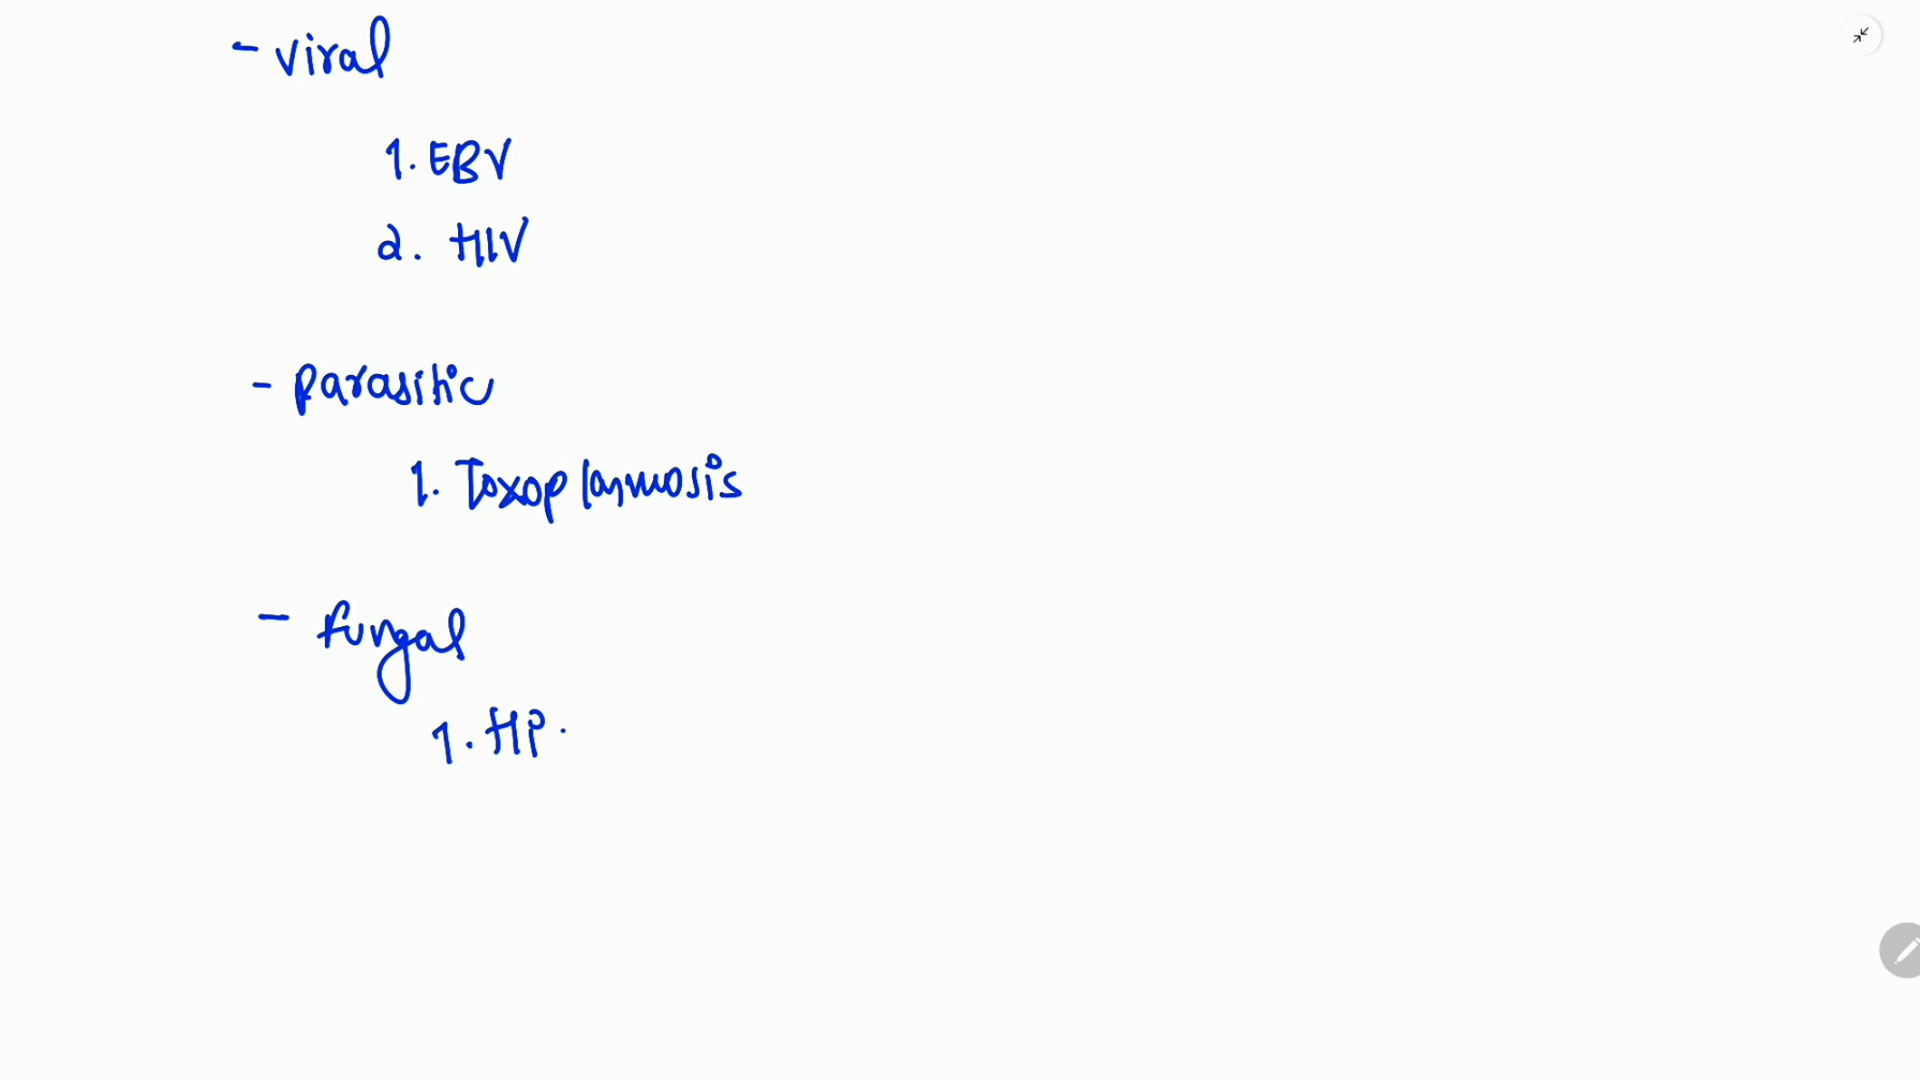 - viral
1. EBV
2. HIV
- Parasitic
1. Toxoplasmosis
- fungal
1. HP.